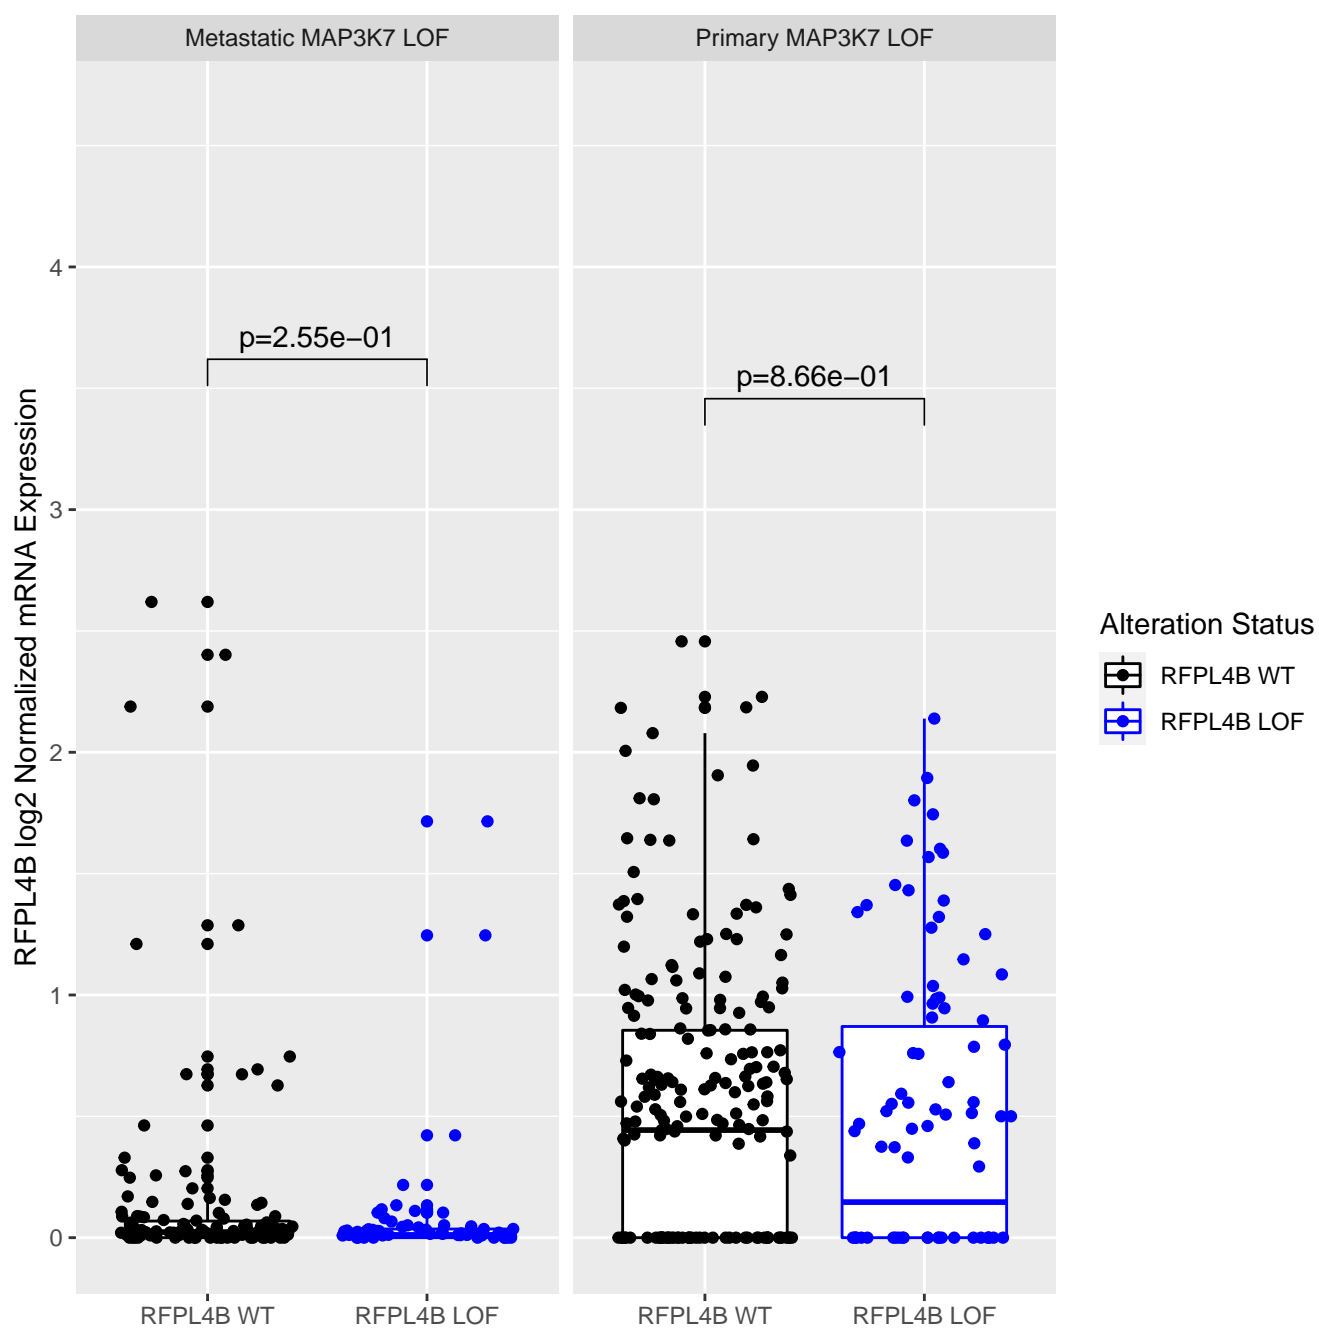 Metastatic MAP3K7 LOF
Primary MAP3K7 LOF
RFPL4B log2 Normalized mRNA Expression
4
3
2
1
0
p=2.55e−01
p=8.66e−01
RFPL4B WT
RFPL4B LOF
RFPL4B WT
RFPL4B LOF
Alteration Status
RFPL4B WT
RFPL4B LOF